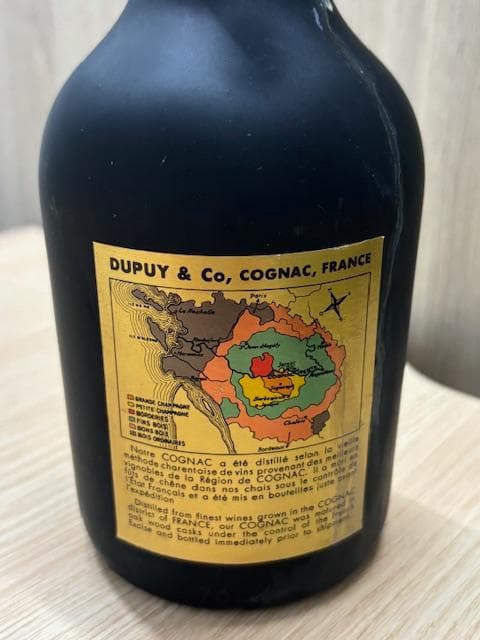 DUPUY & Co, COGNAC, FRANCE
Paris
La Rochelle
GRANDE CHAMPAGNE
PETITE CHAMPAGNE
BORDERIES
FINS BOIS
BONS BOIS
BOIS ORDINAIRES
Bordeaux
Notre COGNAC a été distillé selon la vieille
méthode charentaise de vins provenant des meilleurs
vignobles de la Région de COGNAC. Il a mûri en
fûts de chêne dans nos chais sous le contrôle de
l'État Français et a été mis en bouteilles juste avant
l'expédition
Distilled from finest wines grown in the COGNAC
district of FRANCE, our COGNAC was matured in
oak wood casks under the control of the French
Excise and bottled immediately prior to shipment.